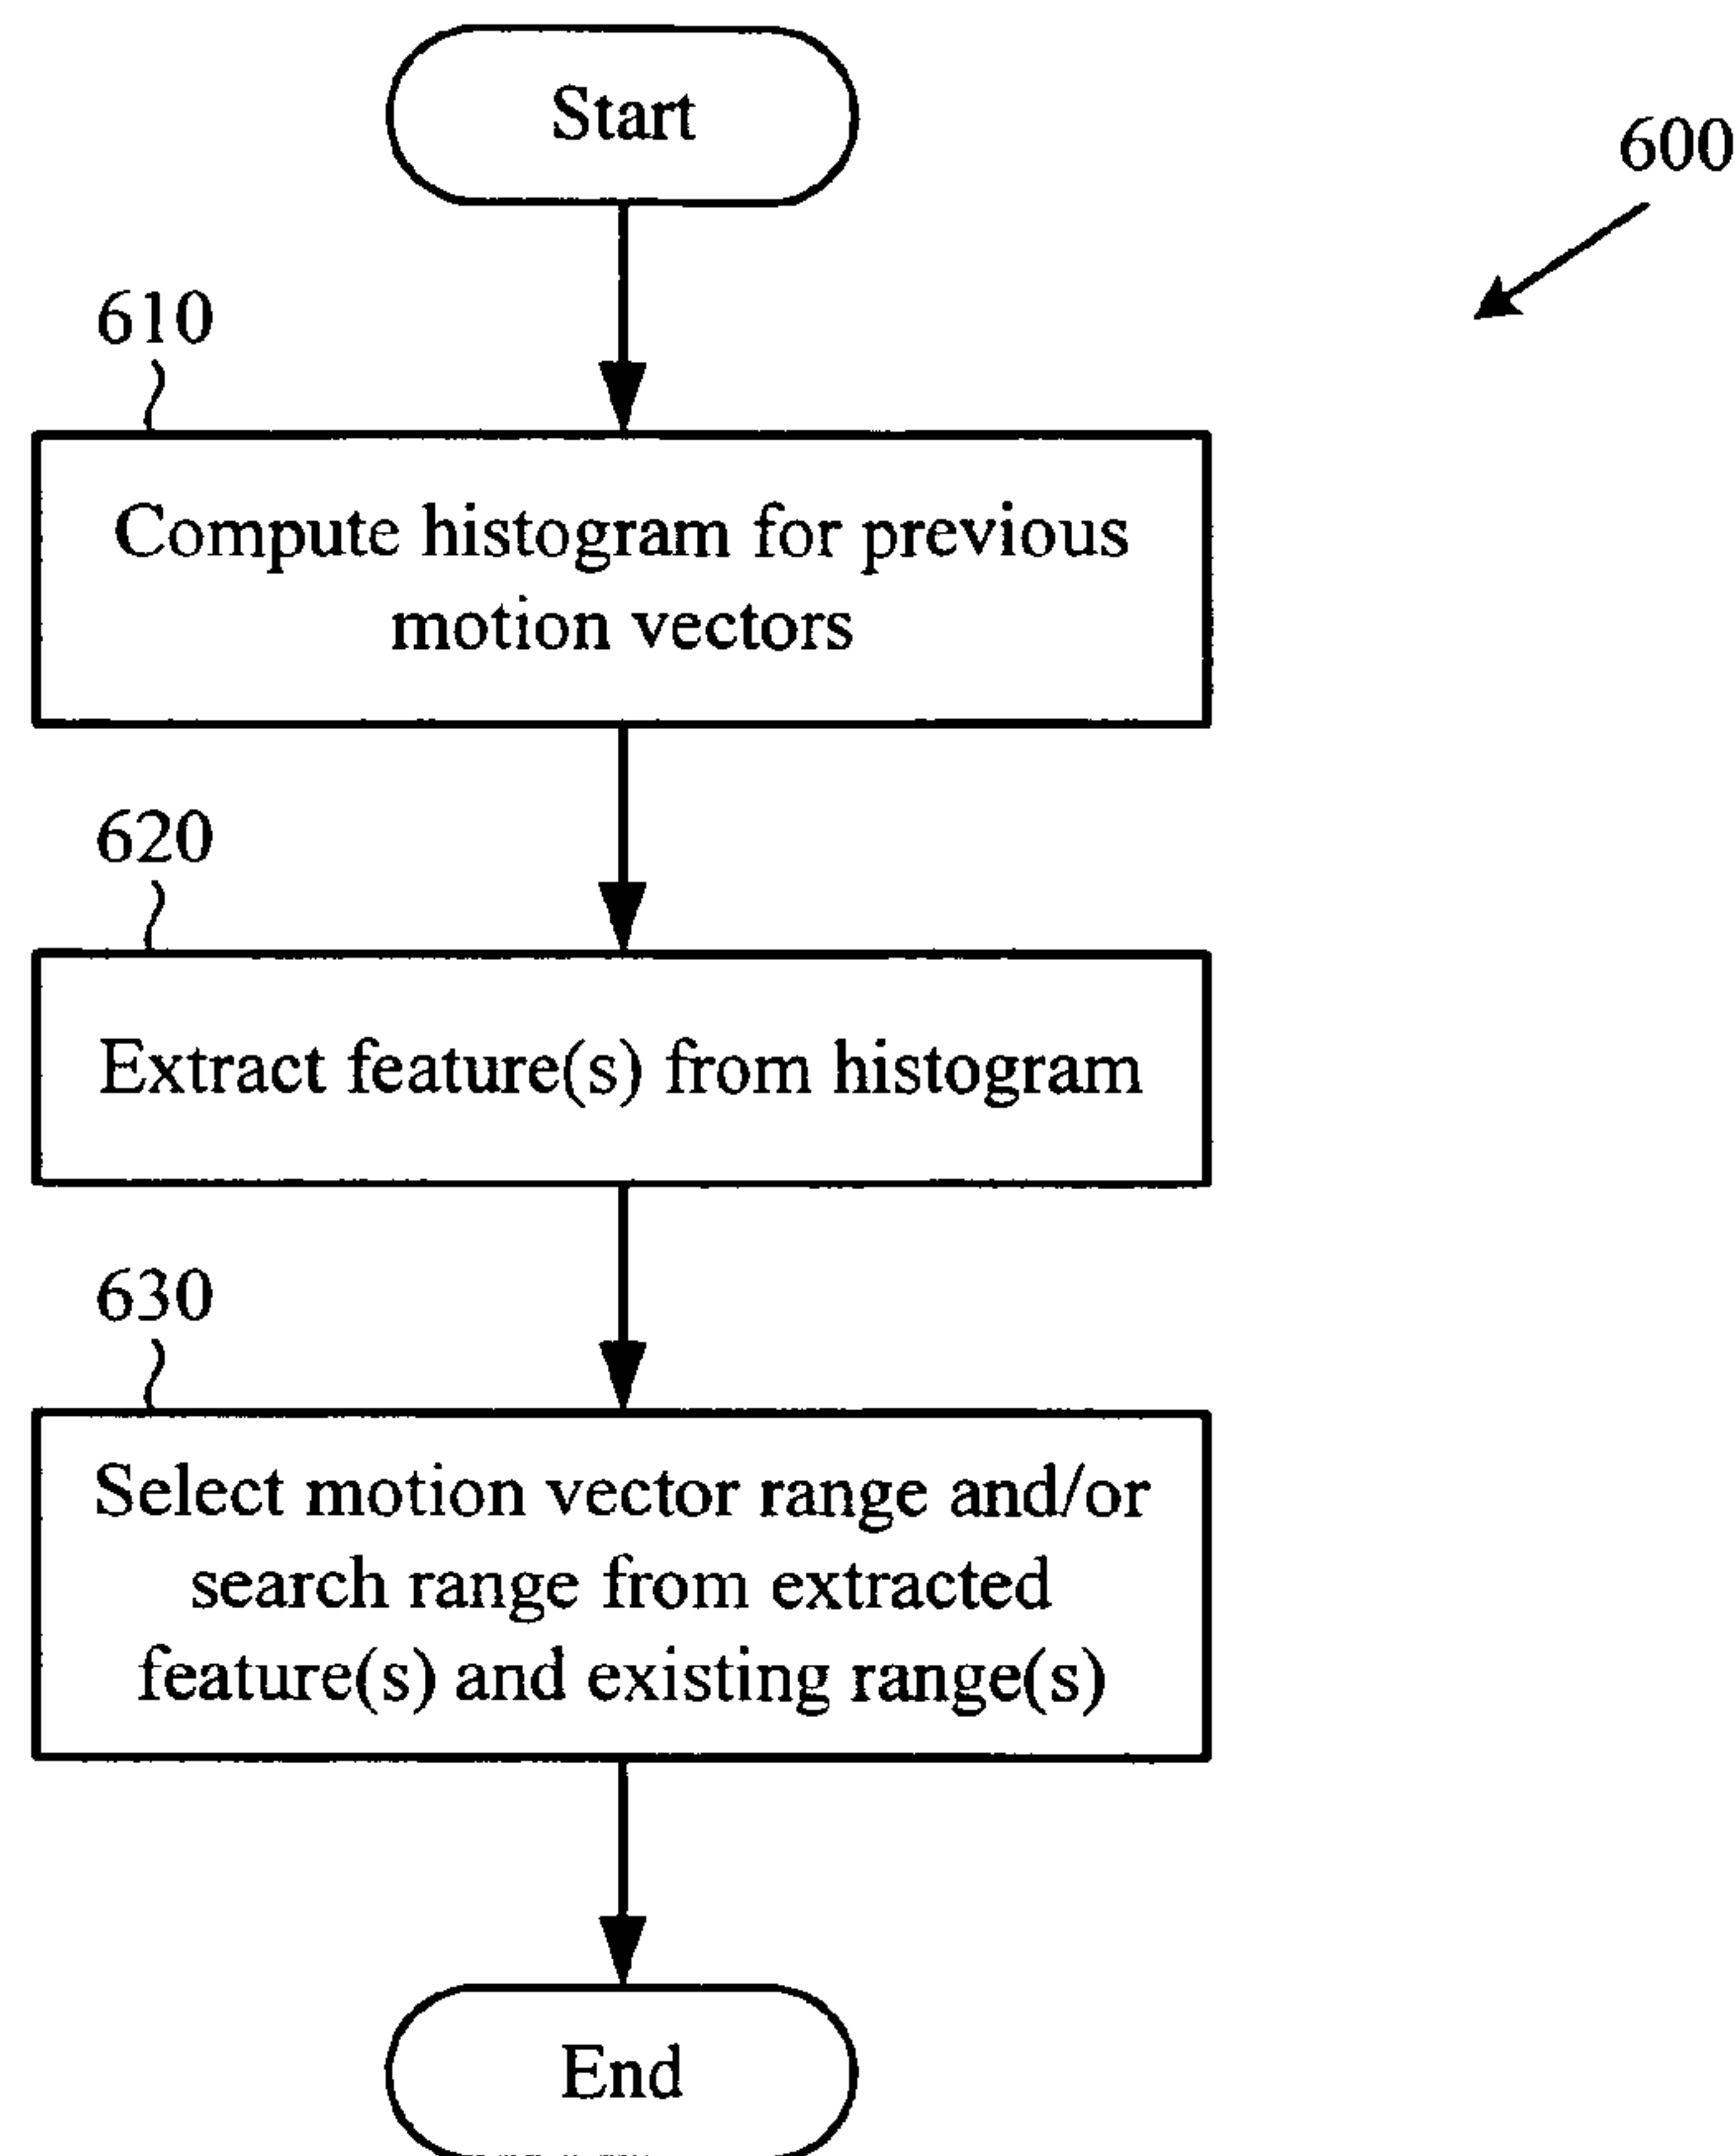 Start
600
610
Compute histogram for previous
motion vectors
620
Extract feature(s) from histogram
630
Select motion vector range and/or
search range from extracted
feature(s) and existing range(s)
End